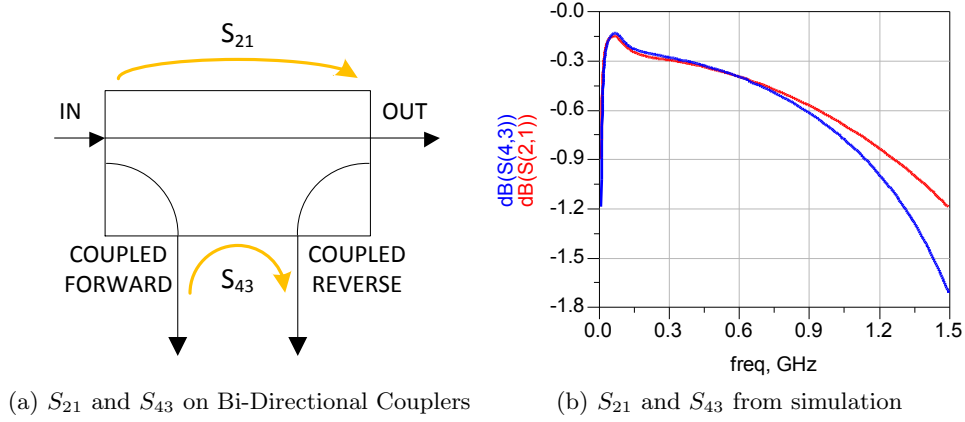 S21
IN
OUT
COUPLED
FORWARD
S43
COUPLED
REVERSE
(a) S21 and S43 on Bi-Directional Couplers
dB(S(4,3))
dB(S(2,1))
-0.0
-0.3
-0.6
-0.9
-1.2
-1.5
-1.8
0.0 0.3 0.6 0.9 1.2 1.5
freq, GHz
(b) S21 and S43 from simulation